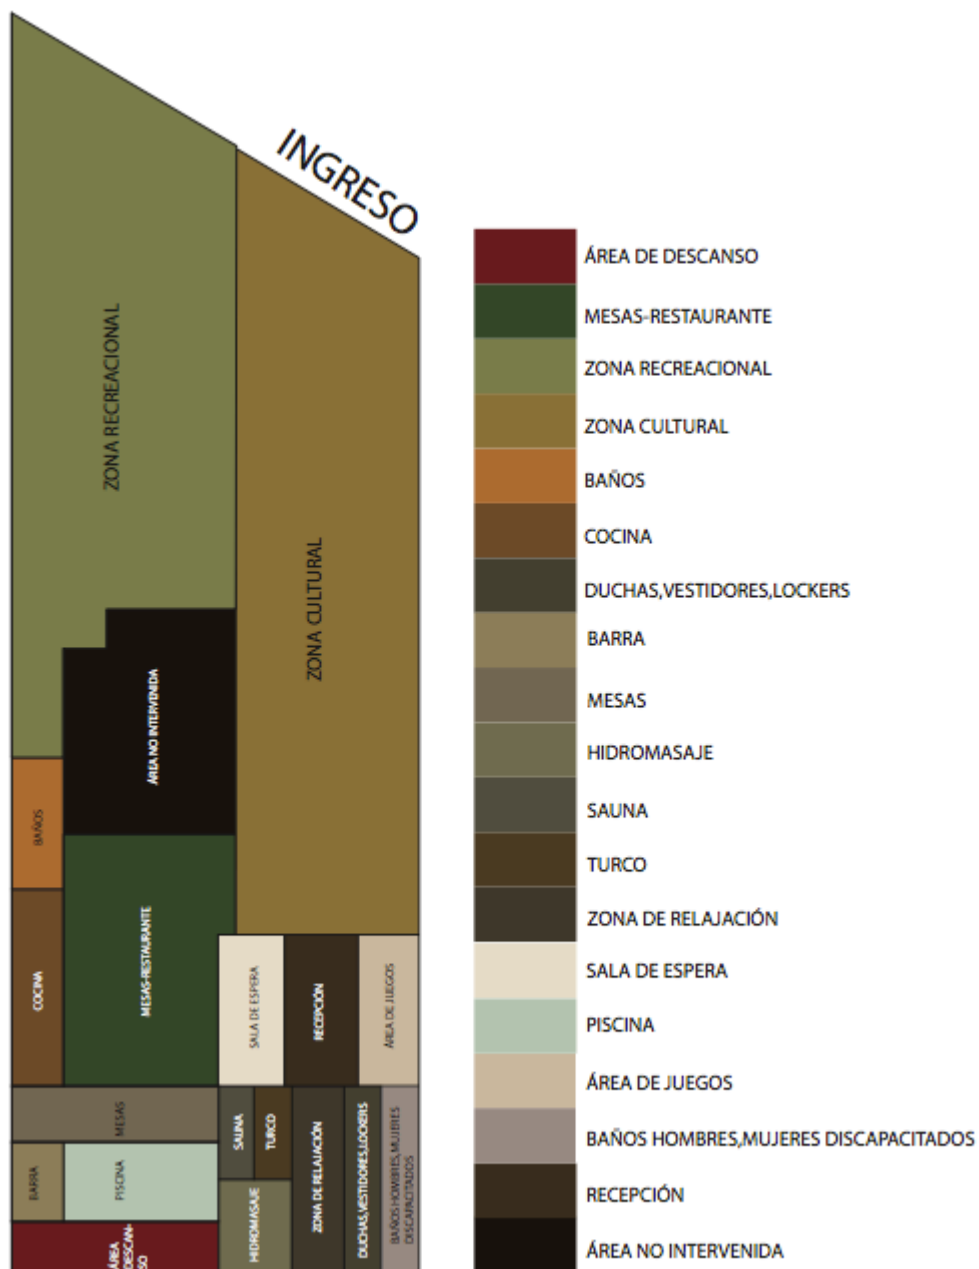 INGRESO
ZONA RECREACIONAL
ZONA CULTURAL
ÁREA NO INTERVENIDA
BAÑOS
COCINA
MESAS-RESTAURANTE
SALA DE ESPERA
RECEPCIÓN
ÁREA DE JUEGOS
MESAS
SAUNA
TURCO
ZONA DE RELAJACIÓN
DUCHAS,VESTIDORES,LOCKERS
BAÑOS HOMBRES,MUJERES
DISCAPACITADOS
BARRA
PISCINA
HIDROMASAJE
ÁREA
DESCAN-
SO
ÁREA DE DESCANSO
MESAS-RESTAURANTE
ZONA RECREACIONAL
ZONA CULTURAL
BAÑOS
COCINA
DUCHAS,VESTIDORES,LOCKERS
BARRA
MESAS
HIDROMASAJE
SAUNA
TURCO
ZONA DE RELAJACIÓN
SALA DE ESPERA
PISCINA
ÁREA DE JUEGOS
BAÑOS HOMBRES,MUJERES DISCAPACITADOS
RECEPCIÓN
ÁREA NO INTERVENIDA